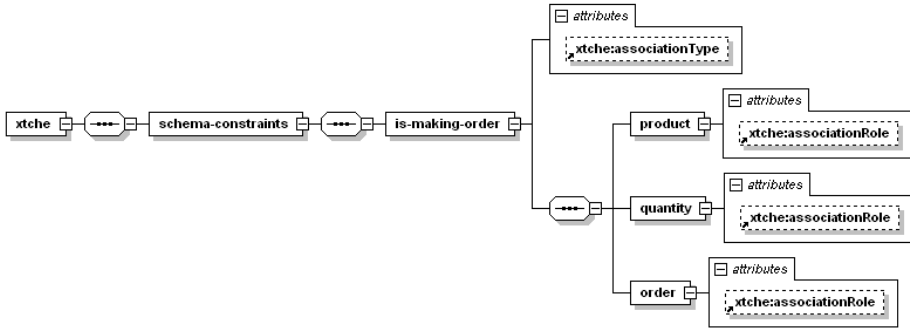 attributes
xtche:associationType
xtche
schema-constraints
is-making-order
product
attributes
xtche:associationRole
quantity
attributes
xtche:associationRole
order
attributes
xtche:associationRole